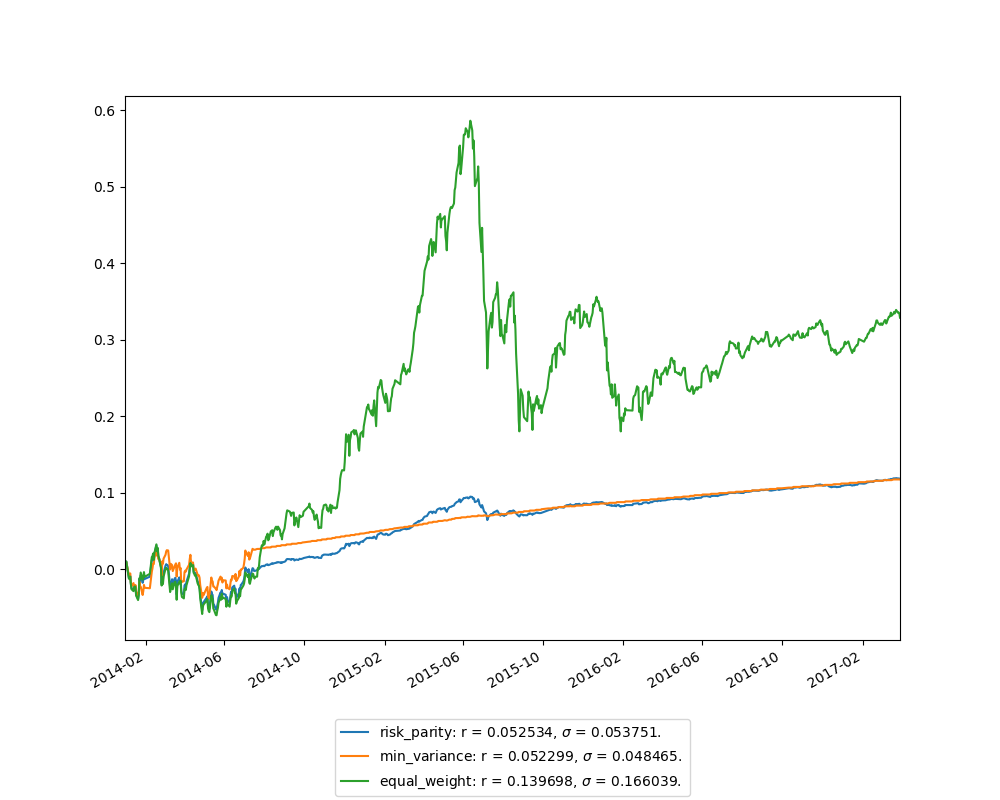 0.6
0.5
0.4
0.3
0.2
0.1
0.0
2014-02 2014-06 2014-10 2015-02 2015-06 2015-10 2016-02 2016-06 2016-10 2017-02
risk_parity: r = 0.052534, σ = 0.053751.
min_variance: r = 0.052299, σ = 0.048465.
equal_weight: r = 0.139698, σ = 0.166039.